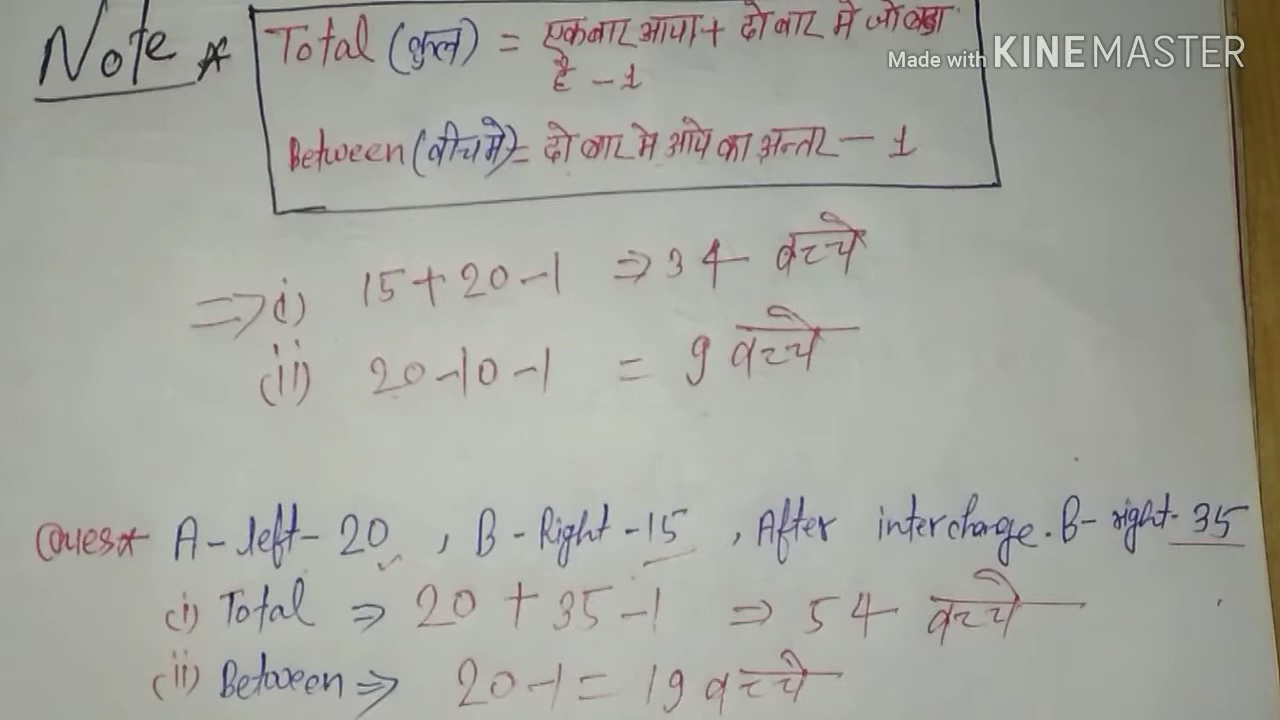 Note * Total (कुल) = एकबार आया + दो बार मे जो बड़ा
है - 1
Made with KINEMASTER
Between (बीच मे) = दो बार मे आये का अन्तर - 1
=> (i) 15 + 20 - 1 => 34 बच्चे
(ii) 20 - 10 - 1 = 9 बच्चे
Ques* A - left - 20 , B - Right - 15 , After interchange. B - right - 35
(i) Total => 20 + 35 - 1 => 54 बच्चे
(ii) Between => 20 - 1 = 19 बच्चे